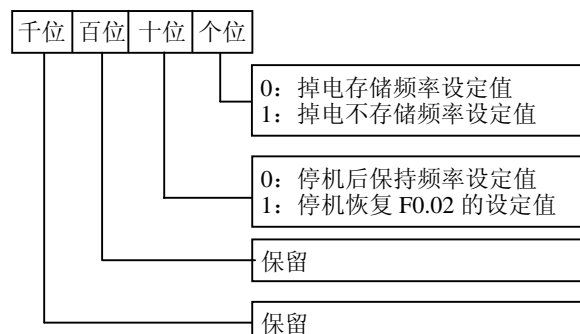 千位 百位 十位 个位
0：掉电存储频率设定值
1：掉电不存储频率设定值
0：停机后保持频率设定值
1：停机恢复 F0.02 的设定值
保留
保留